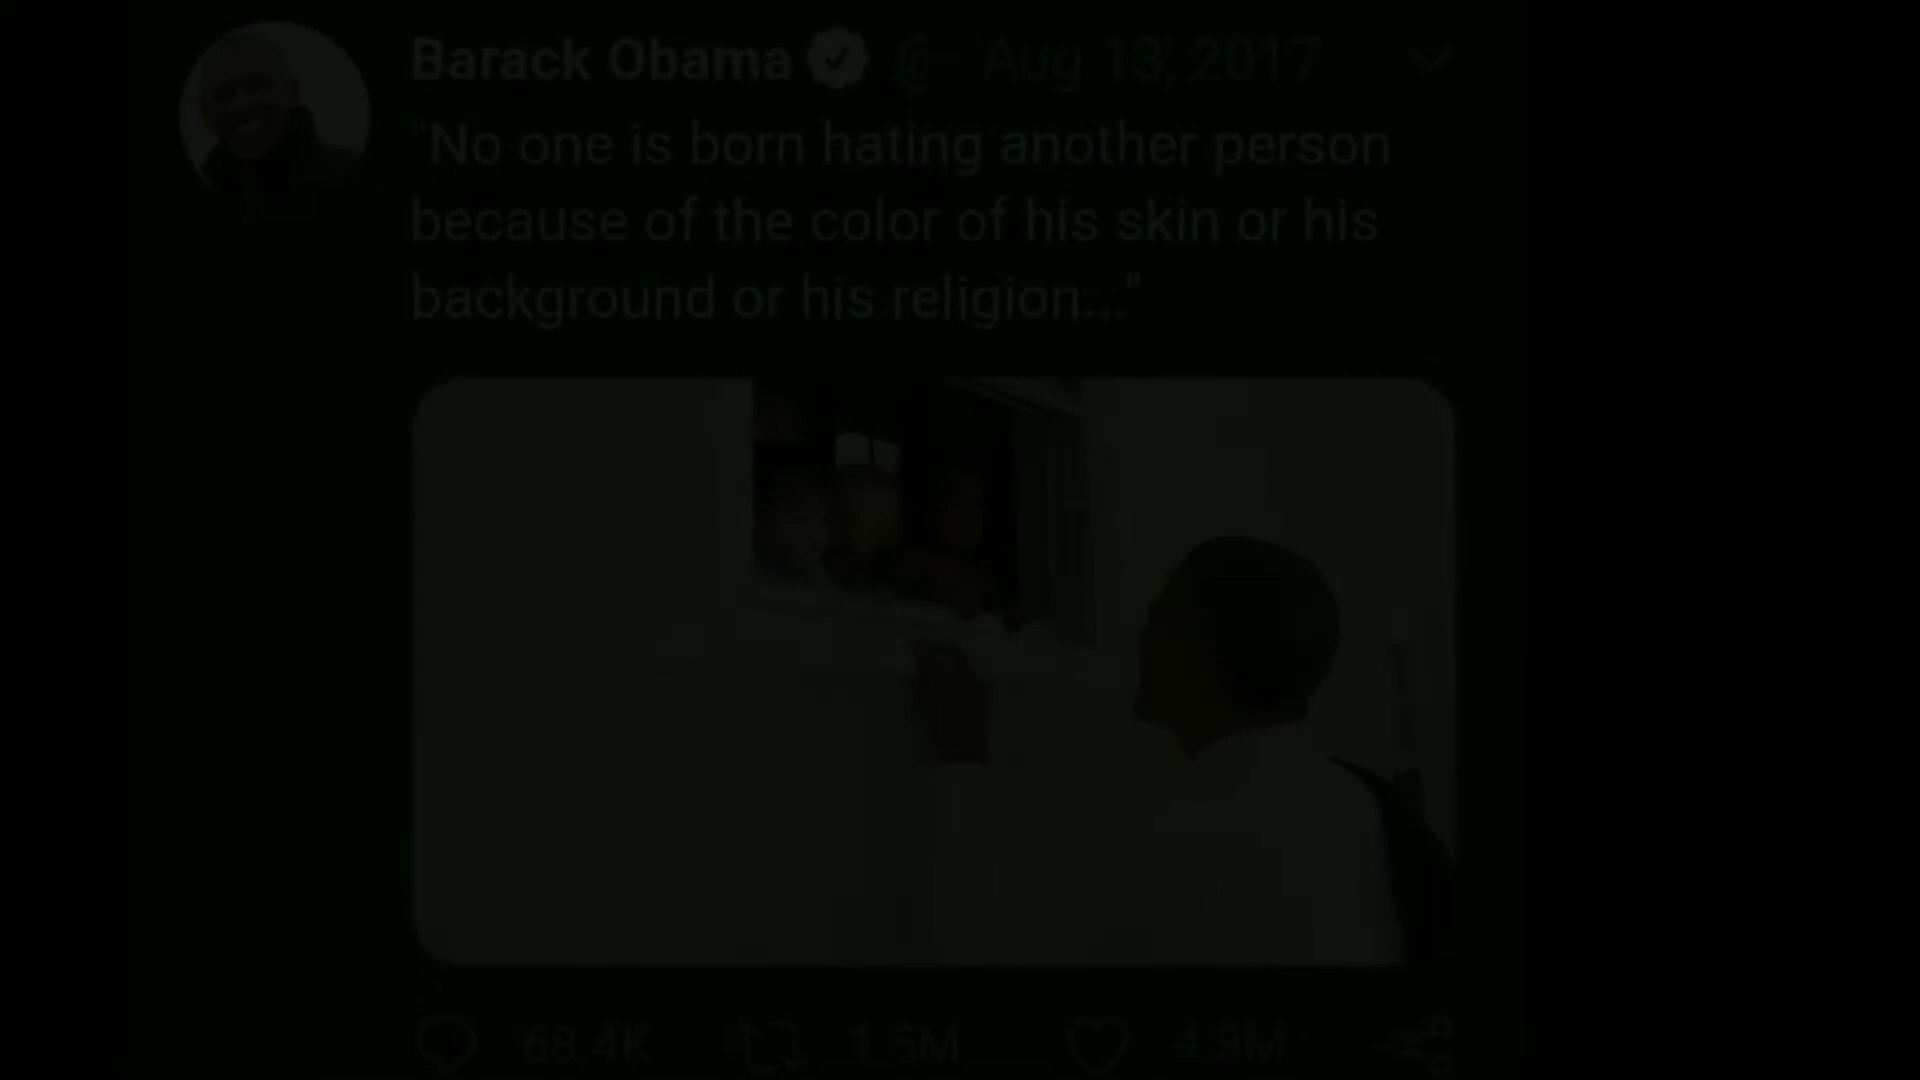 Barack Obama @- Aug 13, 2017
"No one is born hating another person
because of the color of his skin or his
background or his religion..."
68.4K 1.5M 4.3M